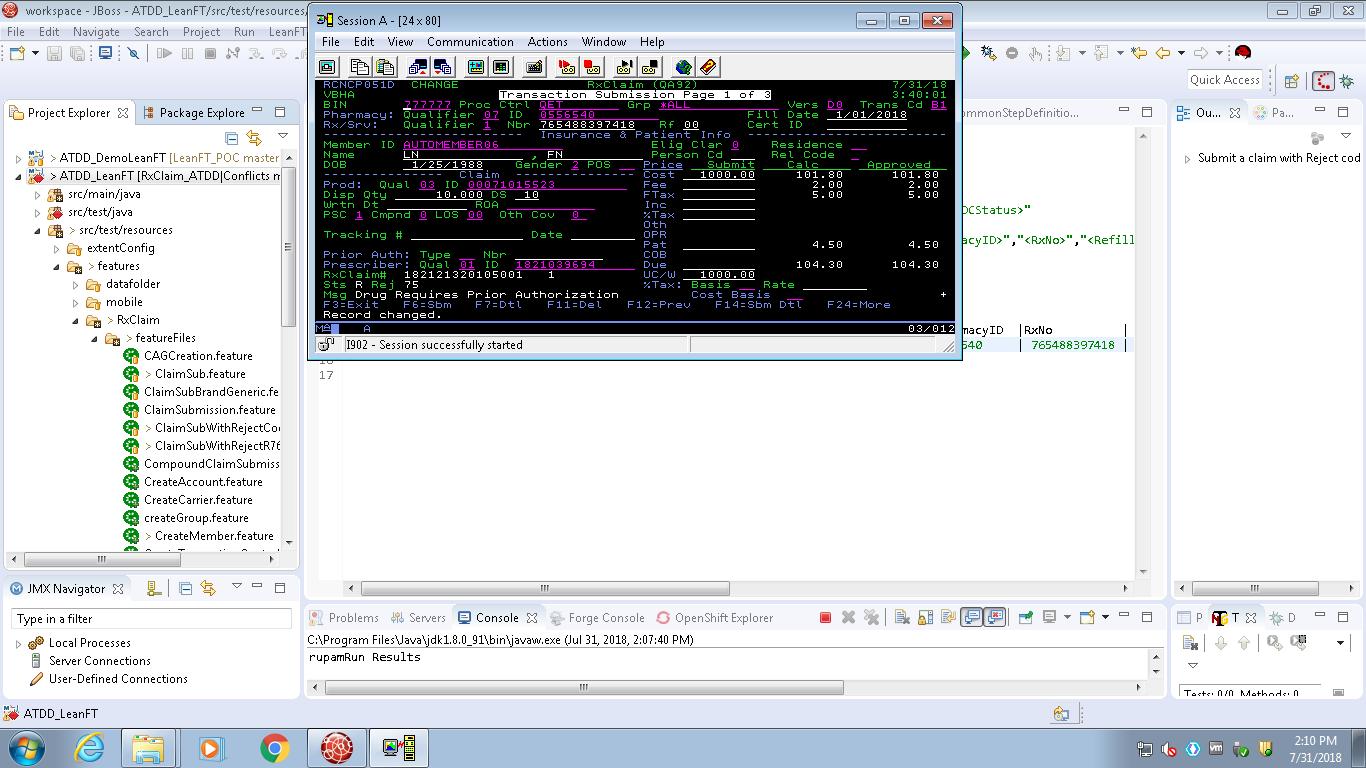 workspace - JBoss - ATDD_LeanFT/src/test/resources/
File Edit Navigate Search Project Run LeanFT
Quick Access
Project Explorer Package Explorer
> ATDD_DemoLeanFT [LeanFT_POC master
> ATDD_LeanFT [RxClaim_ATDD|Conflicts m
src/main/java
src/test/java
> src/test/resources
extentConfig
> features
datafolder
mobile
> RxClaim
> featureFiles
CAGCreation.feature
> ClaimSub.feature
ClaimSubBrandGeneric.fe
ClaimSubmission.feature
> ClaimSubWithRejectCo
> ClaimSubWithRejectR76
CompoundClaimSubmiss
CreateAccount.feature
CreateCarrier.feature
createGroup.feature
> CreateMember.feature
Session A - [24 x 80]
File Edit View Communication Actions Window Help
RCNCP051D CHANGE RxClaim (QA92) 7/31/18
VBHA Transaction Submission Page 1 of 3 3:40:01
BIN 777777 Proc Ctrl QET Grp *ALL Vers D0 Trans Cd B1
Pharmacy: Qualifier 07 ID 0556540 Fill Date 1/01/2018
Rx/Srv: Qualifier 1 Nbr 765488397418 Rf 00 Cert ID
Insurance & Patient Info
Member ID AUTOMEMBER06 Elig Clar 0 Residence
Name LN , FN Person Cd Rel Code
DOB 1/25/1988 Gender 2 POS Price Submit Calc Approved
Claim Cost 1000.00 101.80 101.80
Prod: Qual 03 ID 00071015523 Fee 2.00 2.00
Disp Qty 10.000 DS 10 FTax 5.00 5.00
Wrtn Dt ROA Inc
PSC 1 Cmpnd 0 LOS 00 Oth Cov 0 %Tax
Oth
Tracking # Date OPR
Pat 4.50 4.50
Prior Auth: Type Nbr COB
Prescriber: Qual 01 ID 1821039694 Due 104.30 104.30
RxClaim# 182121320105001 1 UC/W 1000.00
Sts R Rej 75 %Tax: Basis Rate
Msg Drug Requires Prior Authorization Cost Basis +
F3=Exit F6=Sbm F7=Dtl F11=Del F12=Prev F14=Sbm Dtl F24=More
Record changed.
MA A 03/012
I902 - Session successfully started
ommonStepDefinitio...
DCStatus>"
acyID>","<RxNo>","<Refill
macyID |RxNo |
540 | 765488397418 |
17
Ou... Pa...
Submit a claim with Reject cod
JMX Navigator
Type in a filter
Local Processes
Server Connections
User-Defined Connections
Problems Servers Console Forge Console OpenShift Explorer
C:\Program Files\Java\jdk1.8.0_91\bin\javaw.exe (Jul 31, 2018, 2:07:40 PM)
rupamRun Results
P T D
Tests: 0/0 Methods: 0
ATDD_LeanFT
2:10 PM
7/31/2018